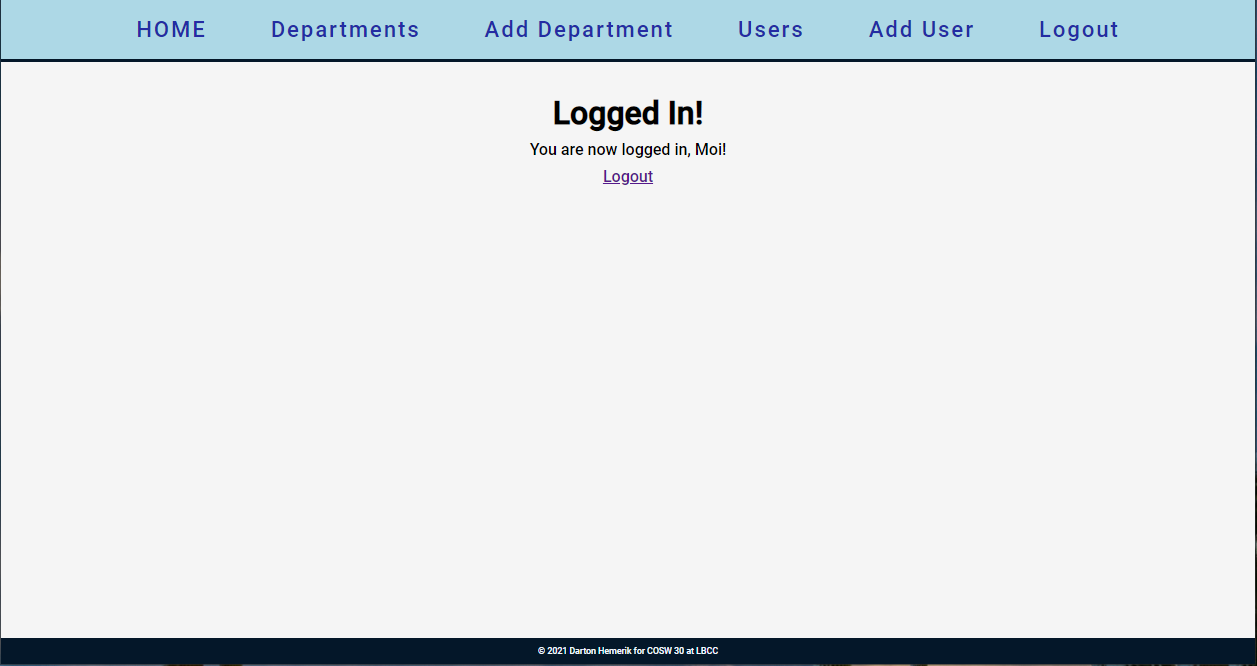 HOME Departments Add Department Users Add User Logout
Logged In!
You are now logged in, Moi!
Logout
© 2021 Darton Hemerik for COSW 30 at LBCC